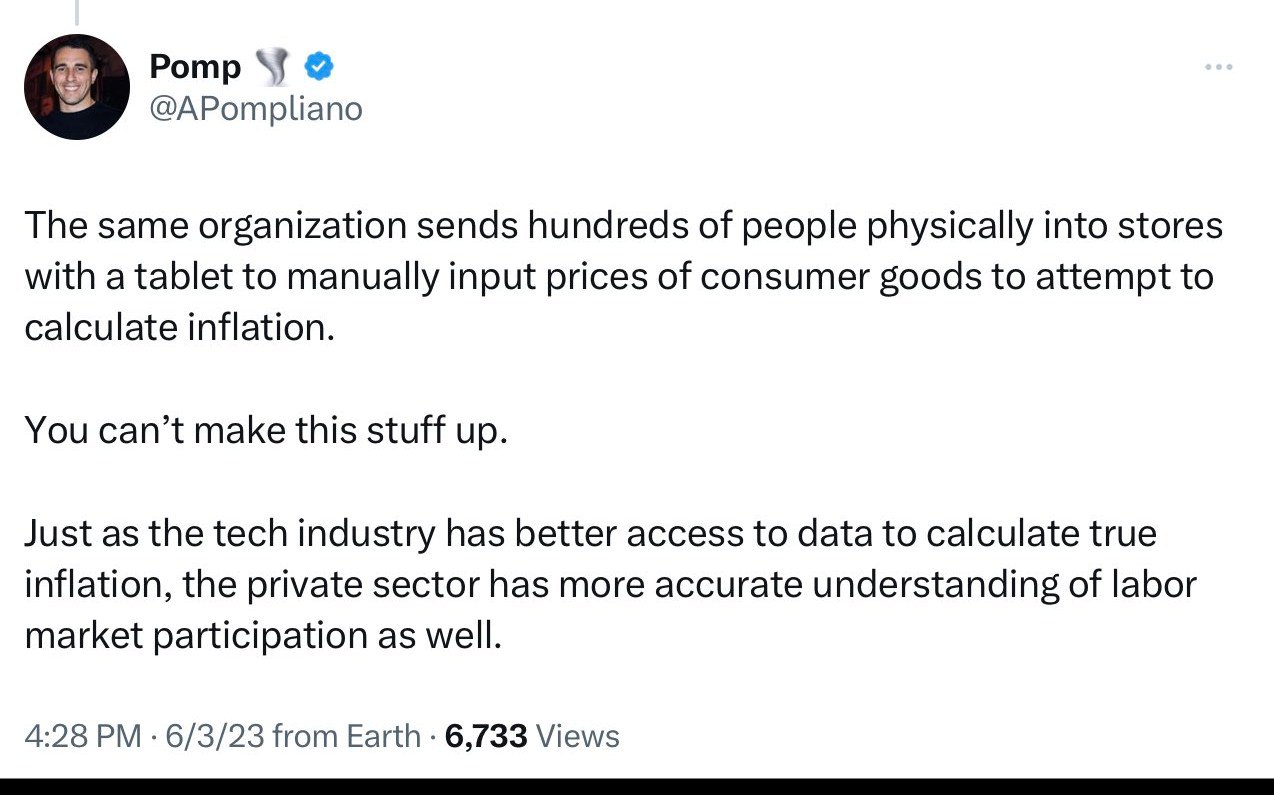 Pomp 🌪️
@APompliano
The same organization sends hundreds of people physically into stores
with a tablet to manually input prices of consumer goods to attempt to
calculate inflation.
You can’t make this stuff up.
Just as the tech industry has better access to data to calculate true
inflation, the private sector has more accurate understanding of labor
market participation as well.
4:28 PM · 6/3/23 from Earth · 6,733 Views